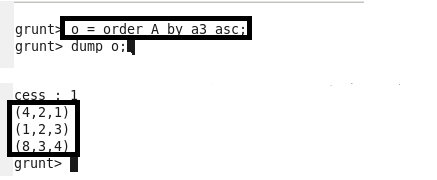 grunt> o = order A by a3 asc;
grunt> dump o;
cess : 1
(4,2,1)
(1,2,3)
(8,3,4)
grunt>